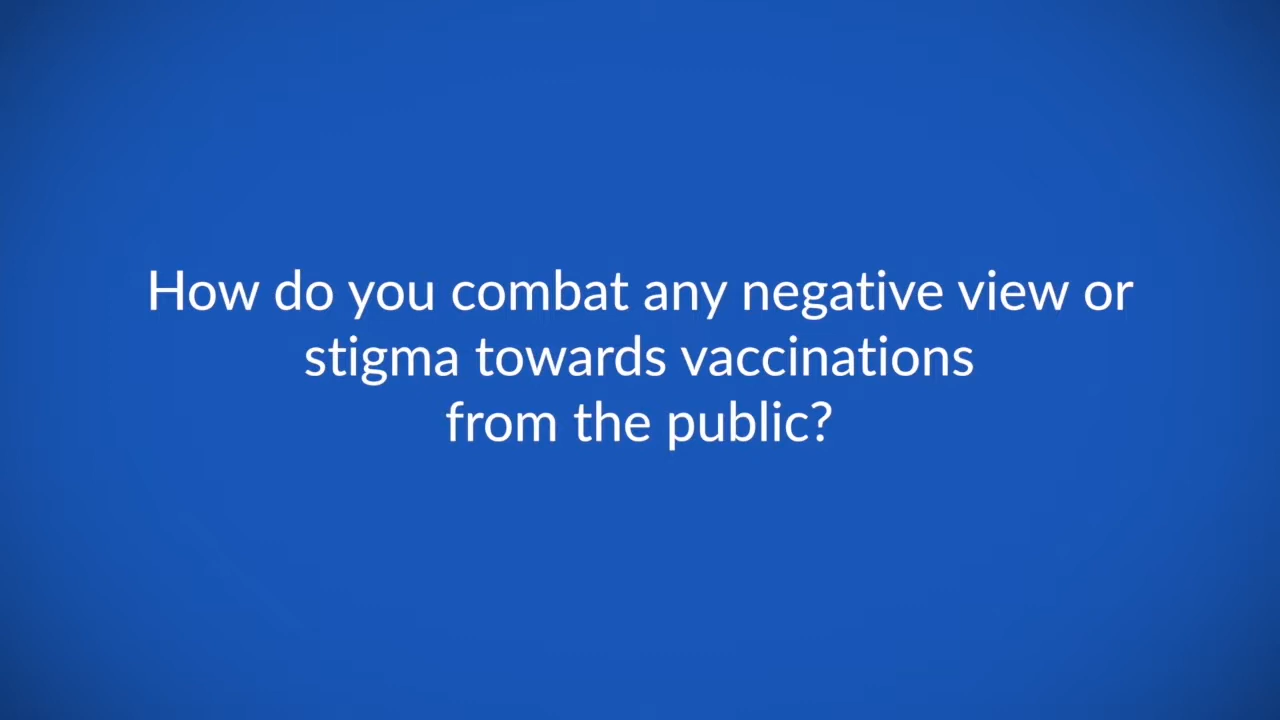 How do you combat any negative view or
stigma towards vaccinations
from the public?